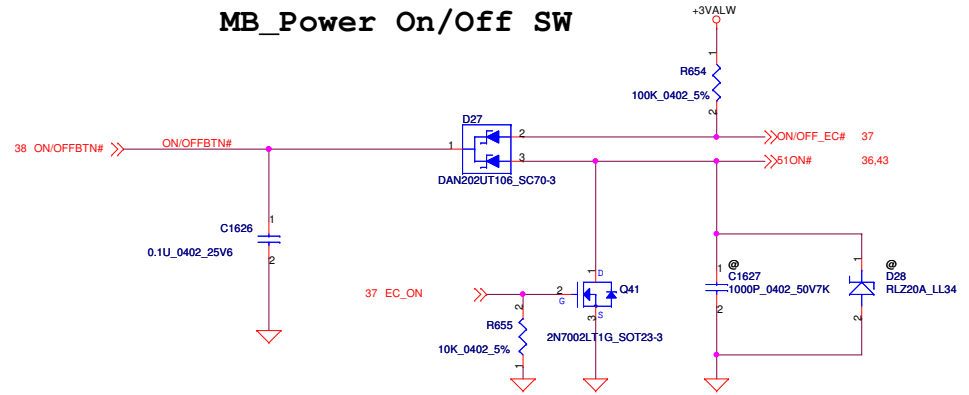 MB_Power On/Off SW
+3VALW
1
R654
100K_0402_5%
2
D27
38 ON/OFFBTN#
ON/OFFBTN#
1
2
ON/OFF_EC# 37
3
51ON# 36,43
DAN202UT106_SC70-3
C1626
1
0.1U_0402_25V6
2
37 EC_ON
2
G
1
D
Q41
S
3
2N7002LT1G_SOT23-3
2
R655
10K_0402_5%
1
@
1
C1627
1000P_0402_50V7K
2
@
1
D28
RLZ20A_LL34
2